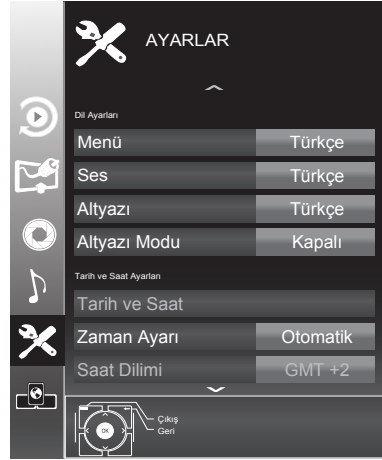 AYARLAR
Dil Ayarları
Menü Türkçe
Ses Türkçe
Altyazı Türkçe
Altyazı Modu Kapalı
Tarih ve Saat Ayarları
Tarih ve Saat
Zaman Ayarı Otomatik
Saat Dilimi GMT +2
Çıkış
Geri
OK